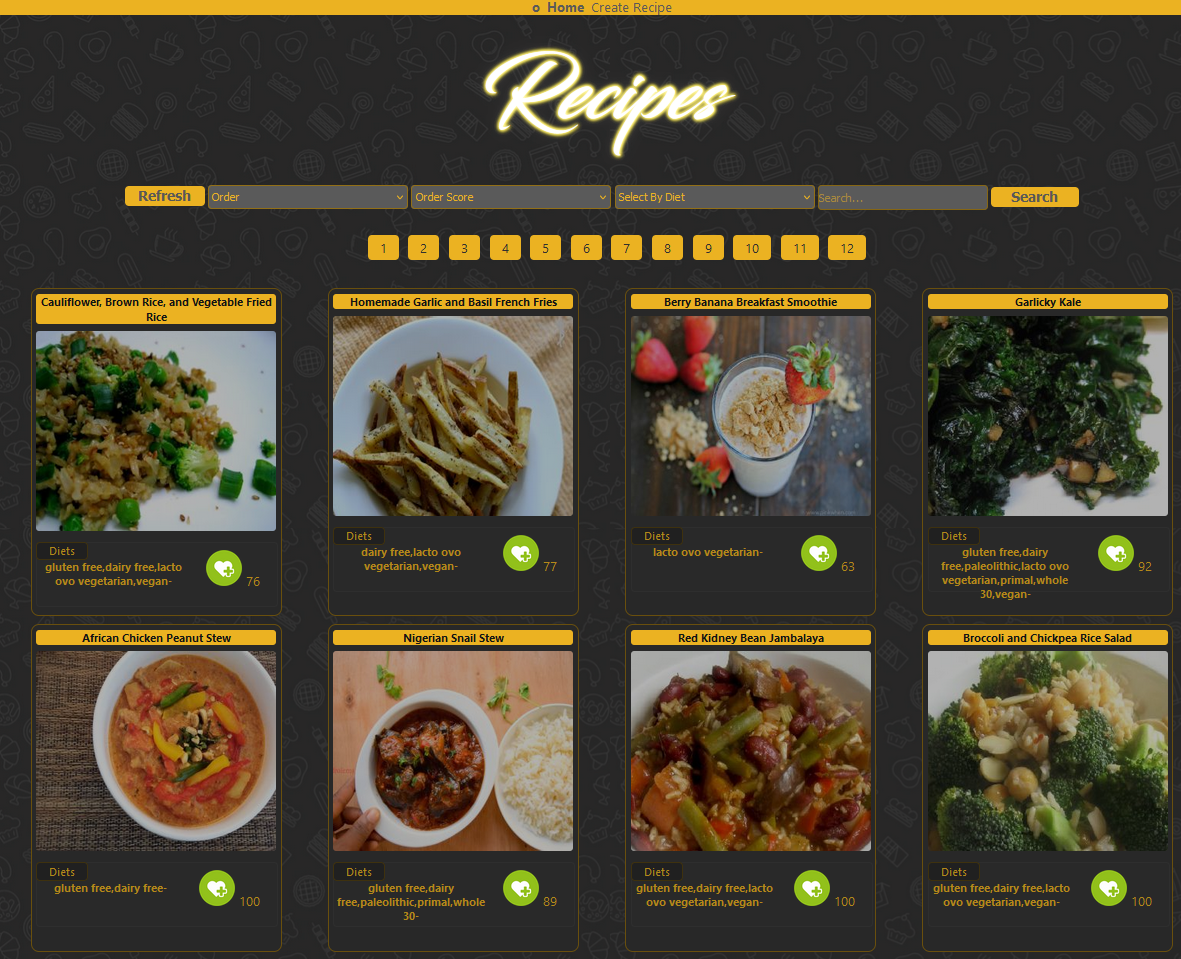 o Home Create Recipe
Recipes
Refresh Order Order Score Select By Diet Search... Search
1 2 3 4 5 6 7 8 9 10 11 12
Cauliflower, Brown Rice, and Vegetable Fried
Rice
Diets
gluten free,dairy free,lacto
ovo vegetarian,vegan-
76
Homemade Garlic and Basil French Fries
Diets
dairy free,lacto ovo
vegetarian,vegan-
77
Berry Banana Breakfast Smoothie
Diets
lacto ovo vegetarian-
63
Garlicky Kale
Diets
gluten free,dairy
free,paleolithic,lacto ovo
vegetarian,primal,whole
30,vegan-
92
African Chicken Peanut Stew
Diets
gluten free,dairy free-
100
Nigerian Snail Stew
Diets
gluten free,dairy
free,paleolithic,primal,whole
30-
89
Red Kidney Bean Jambalaya
Diets
gluten free,dairy free,lacto
ovo vegetarian,vegan-
100
Broccoli and Chickpea Rice Salad
Diets
gluten free,dairy free,lacto
ovo vegetarian,vegan-
100